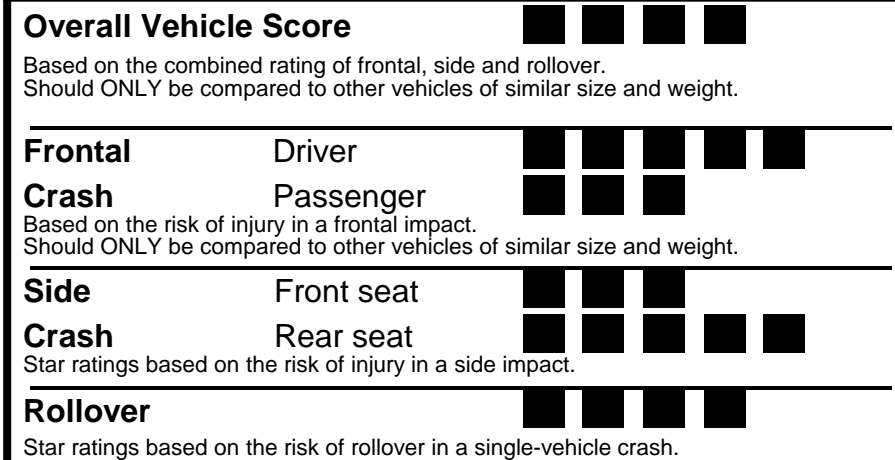 Overall Vehicle Score
Based on the combined rating of frontal, side and rollover.
Should ONLY be compared to other vehicles of similar size and weight.
Frontal Driver
Crash Passenger
Based on the risk of injury in a frontal impact.
Should ONLY be compared to other vehicles of similar size and weight.
Side Front seat
Crash Rear seat
Star ratings based on the risk of injury in a side impact.
Rollover
Star ratings based on the risk of rollover in a single-vehicle crash.